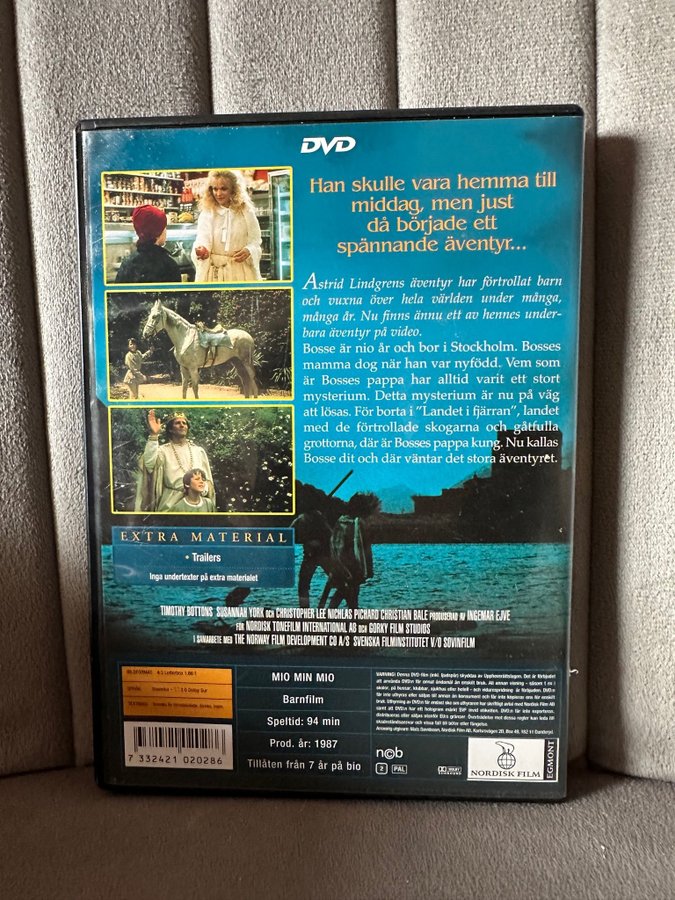 DVD
Han skulle vara hemma till
middag, men just
då började ett
spännande äventyr...
Astrid Lindgrens äventyr har förtrollat barn
och vuxna över hela världen under många,
många år. Nu finns ännu ett av hennes under-
bara äventyr på video.
Bosse är nio år och bor i Stockholm. Bosses
mamma dog när han var nyfödd. Vem som
är Bosses pappa har alltid varit ett stort
mysterium. Detta mysterium är nu på väg
att lösas. För borta i "Landet i fjärran", landet
med de förtrollade skogarna och gåtfulla
grottorna, där är Bosses pappa kung. Nu kallas
Bosse dit och där väntar det stora äventyret.
EXTRA MATERIAL
• Trailers
Inga undertexter på extra materialet
TIMOTHY BOTTONS SUSANNAH YORK OCH CHRISTOPHER LEE NICHLAS PICHARD CHRISTIAN BALE PRODUCERAD AV INGEMAR EJVE
FÖR NORDISK TONEFILM INTERNATIONAL AB OCH GORKY FILM STUDIOS
I SAMARBETE MED THE NORWAY FILM DEVELOPMENT CO A/S SVENSKA FILMINSTITUTET V/O SOVINFILM
MIO MIN MIO
Barnfilm
Speltid: 94 min
Prod. år: 1987
Tillåten från 7 år på bio
7 332421 020286
ncb
2 PAL
DOLBY
NORDISK FILM
EGMONT